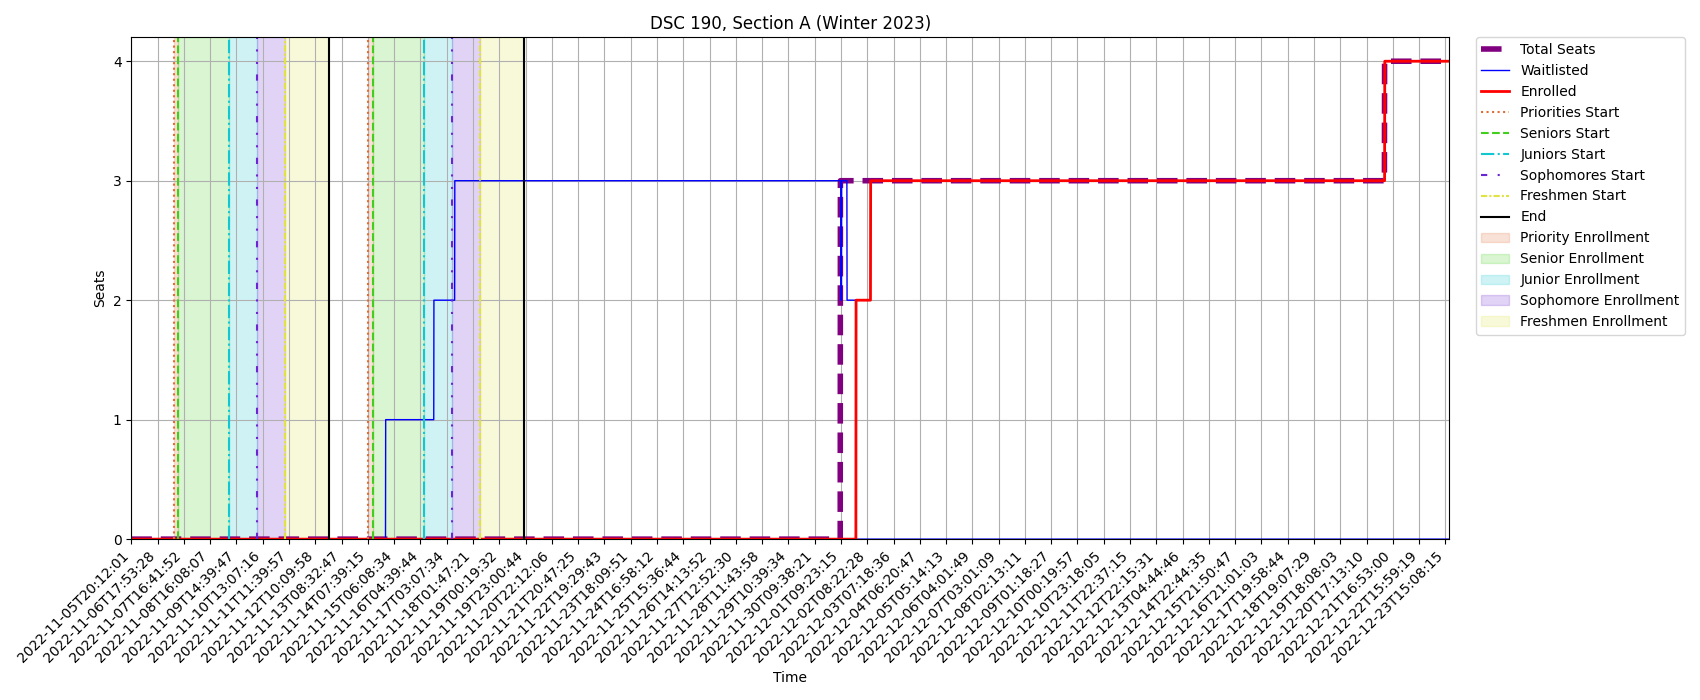 DSC 190, Section A (Winter 2023)
Seats
4
3
2
1
0
2022-11-05T20:12:01
2022-11-06T17:53:28
2022-11-07T16:41:52
2022-11-08T16:08:07
2022-11-09T14:39:47
2022-11-10T13:07:16
2022-11-11T11:39:57
2022-11-12T10:09:58
2022-11-13T08:32:47
2022-11-14T07:39:15
2022-11-15T06:08:34
2022-11-16T04:39:44
2022-11-17T03:07:34
2022-11-18T01:47:21
2022-11-19T00:19:32
2022-11-19T23:00:44
2022-11-20T22:12:06
2022-11-21T20:47:25
2022-11-22T19:29:43
2022-11-23T18:09:51
2022-11-24T16:58:12
2022-11-25T15:36:44
2022-11-26T14:13:52
2022-11-27T12:52:30
2022-11-28T11:43:58
2022-11-29T10:39:34
2022-11-30T09:38:21
2022-12-01T09:23:15
2022-12-02T08:22:28
2022-12-03T07:18:36
2022-12-04T06:20:47
2022-12-05T05:14:13
2022-12-06T04:01:49
2022-12-07T03:01:09
2022-12-08T02:13:11
2022-12-09T01:18:27
2022-12-10T00:19:57
2022-12-10T23:18:05
2022-12-11T22:37:15
2022-12-12T22:15:31
2022-12-13T04:44:46
2022-12-14T22:44:35
2022-12-15T21:50:47
2022-12-16T21:01:03
2022-12-17T19:58:44
2022-12-18T19:07:29
2022-12-19T18:08:03
2022-12-20T17:13:10
2022-12-21T16:53:00
2022-12-22T15:59:19
2022-12-23T15:08:15
Time
Total Seats
Waitlisted
Enrolled
Priorities Start
Seniors Start
Juniors Start
Sophomores Start
Freshmen Start
End
Priority Enrollment
Senior Enrollment
Junior Enrollment
Sophomore Enrollment
Freshmen Enrollment